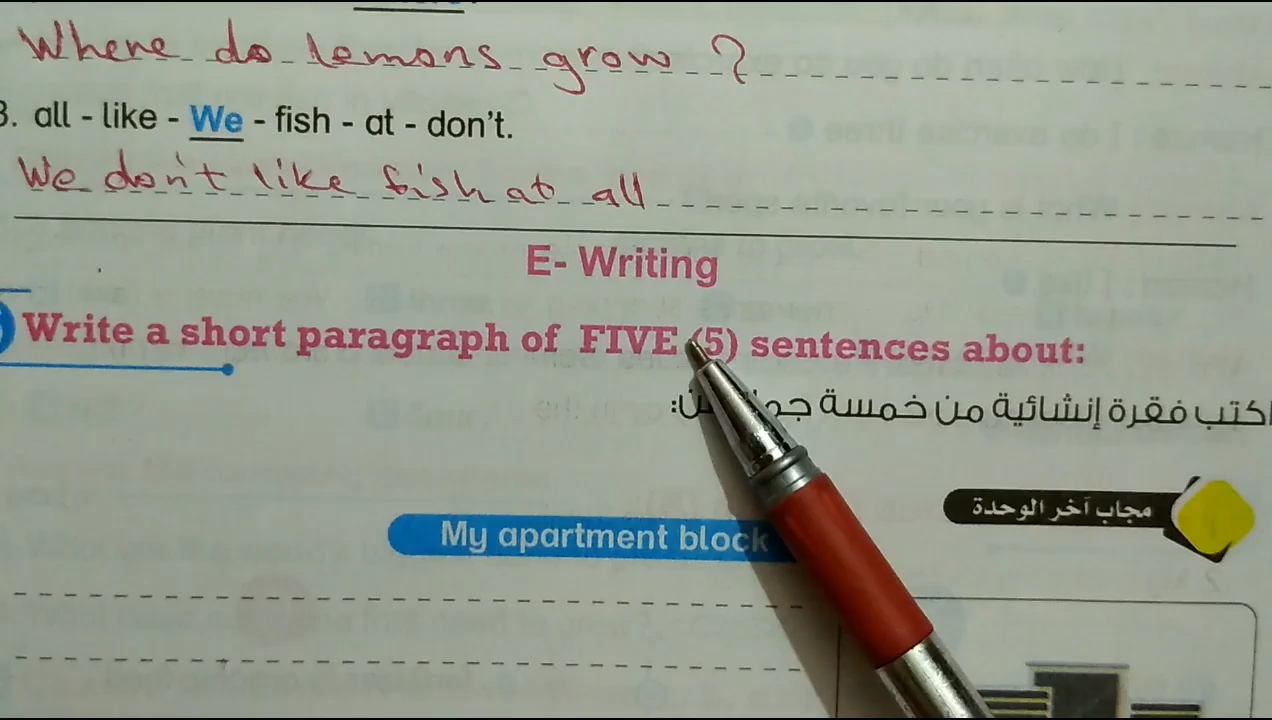 Where do lemons grow ?
3. all - like - We - fish - at - don't.
We don't like fish at all
E- Writing
Write a short paragraph of FIVE (5) sentences about:
اكتب فقرة إنشائية من خمسة
مجاب آخر الوحدة
My apartment block